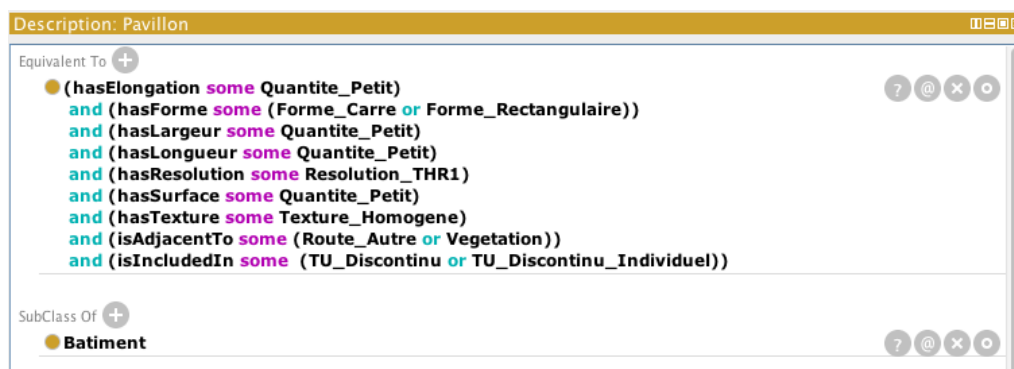 Description: Pavillon
Equivalent To
(hasElongation some Quantite_Petit)
and (hasForme some (Forme_Carre or Forme_Rectangulaire))
and (hasLargeur some Quantite_Petit)
and (hasLongueur some Quantite_Petit)
and (hasResolution some Resolution_THR1)
and (hasSurface some Quantite_Petit)
and (hasTexture some Texture_Homogene)
and (isAdjacentTo some (Route_Autre or Vegetation))
and (isIncludedIn some (TU_Discontinu or TU_Discontinu_Individuel))
SubClass Of
Batiment